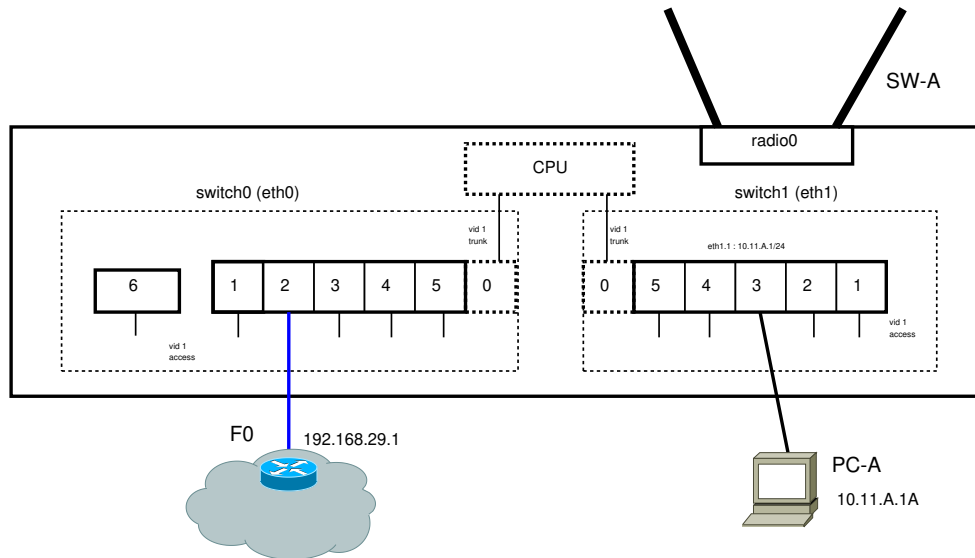 SW-A
radio0
CPU
switch0 (eth0)
switch1 (eth1)
vid 1
trunk
vid 1
trunk
eth1.1 : 10.11.A.1/24
6
1 2 3 4 5 0
0 5 4 3 2 1
vid 1
access
vid 1
access
F0
192.168.29.1
PC-A
10.11.A.1A